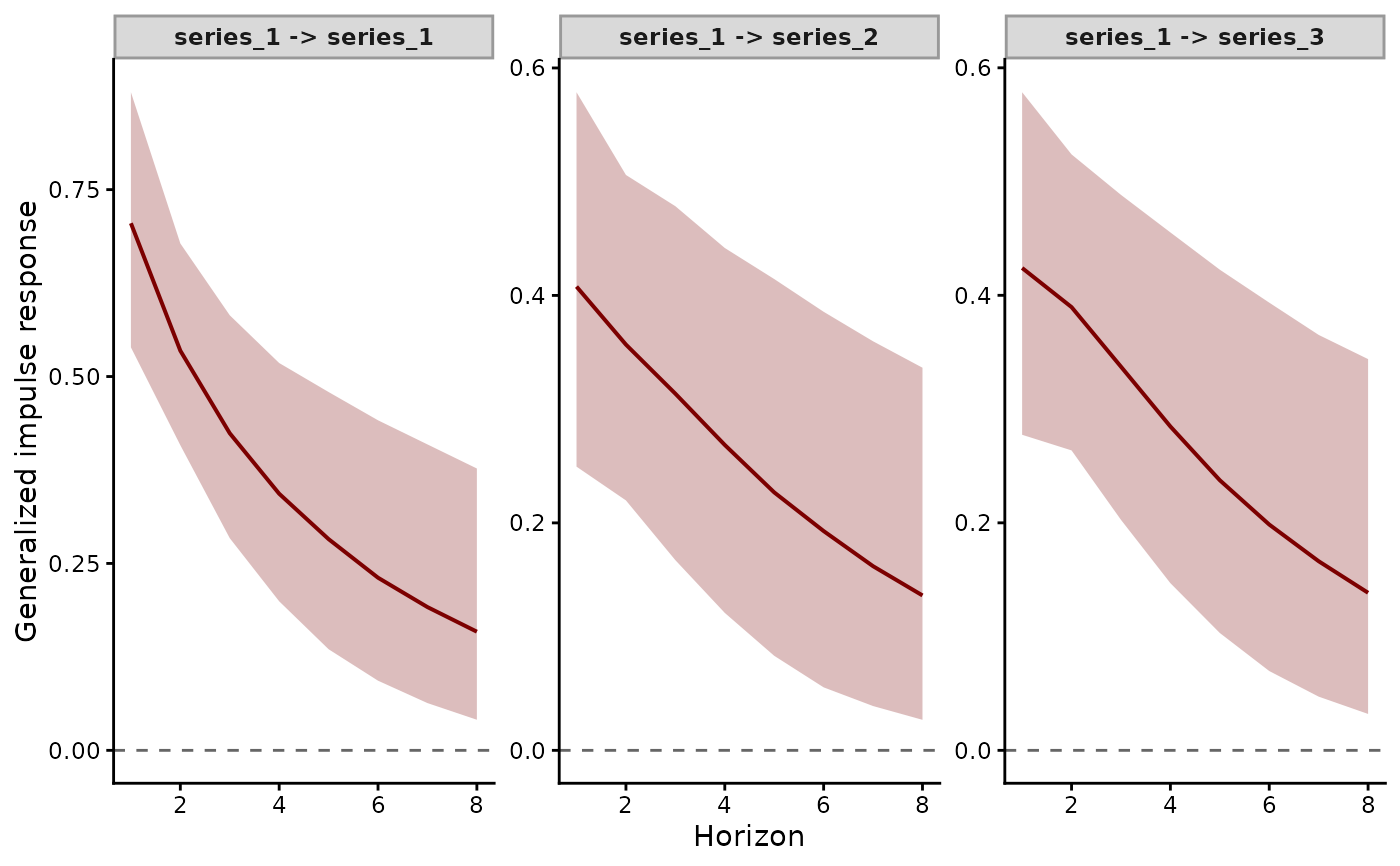 series_1 -> series_1
series_1 -> series_2
series_1 -> series_3
Generalized impulse response
0.75
0.50
0.25
0.00
0.6
0.4
0.2
0.0
0.6
0.4
0.2
0.0
2 4 6 8
2 4 6 8
2 4 6 8
Horizon